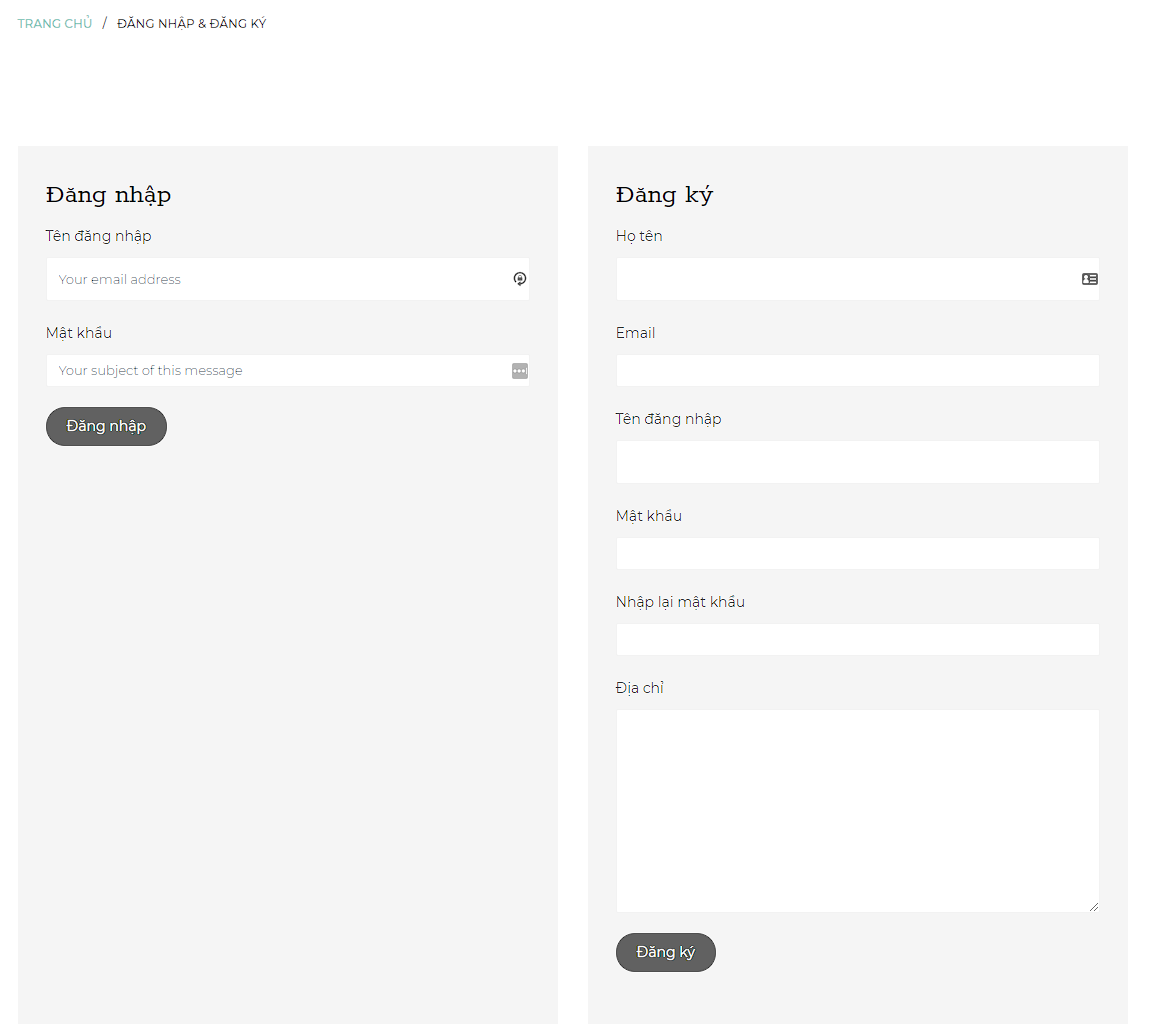 TRANG CHỦ / ĐĂNG NHẬP & ĐĂNG KÝ
Đăng nhập
Tên đăng nhập
Your email address
Mật khẩu
Your subject of this message
Đăng nhập
Đăng ký
Họ tên
Email
Tên đăng nhập
Mật khẩu
Nhập lại mật khẩu
Địa chỉ
Đăng ký